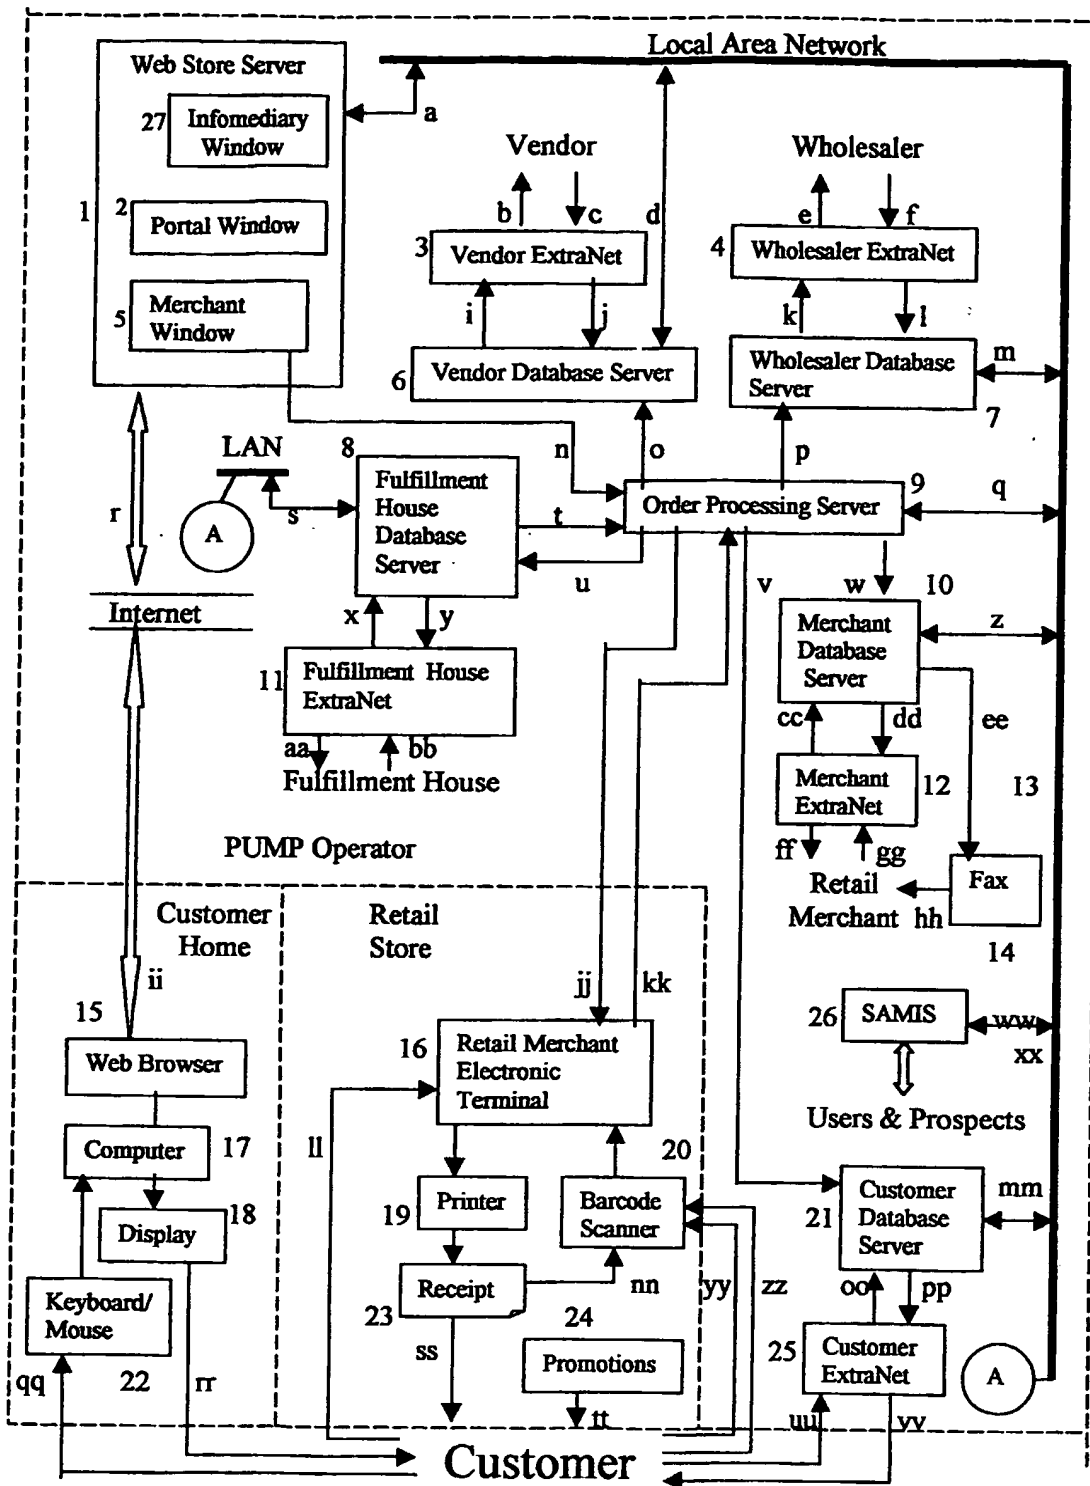 Local Area Network
Web Store Server
a
27
Infomediary
Window
Vendor
Wholesaler
1
2
Portal Window
b
c
d
e
f
3
Vendor ExtraNet
4
Wholesaler ExtraNet
5
Merchant
Window
i
j
k
l
6
Vendor Database Server
Wholesaler Database
Server
m
7
LAN
8
n
o
p
Fulfillment
House
Database
Server
9
Order Processing Server
q
r
A
s
t
u
v
w
10
Internet
x
y
Merchant
Database
Server
z
11
Fulfillment House
ExtraNet
cc
dd
ee
aa
bb
Fulfillment House
Merchant
ExtraNet
12
13
PUMP Operator
ff
gg
Retail
Merchant
hh
Fax
14
Customer
Home
Retail
Store
ii
jj
kk
15
Web Browser
16
Retail Merchant
Electronic
Terminal
26
SAMIS
ww
xx
Users & Prospects
Computer
17
ll
20
18
Display
19
Printer
Barcode
Scanner
21
Customer
Database
Server
mm
Keyboard/
Mouse
Receipt
nn
yy
zz
oo
pp
23
24
22
qq
rr
ss
Promotions
25
Customer
ExtraNet
A
tt
uu
vv
Customer